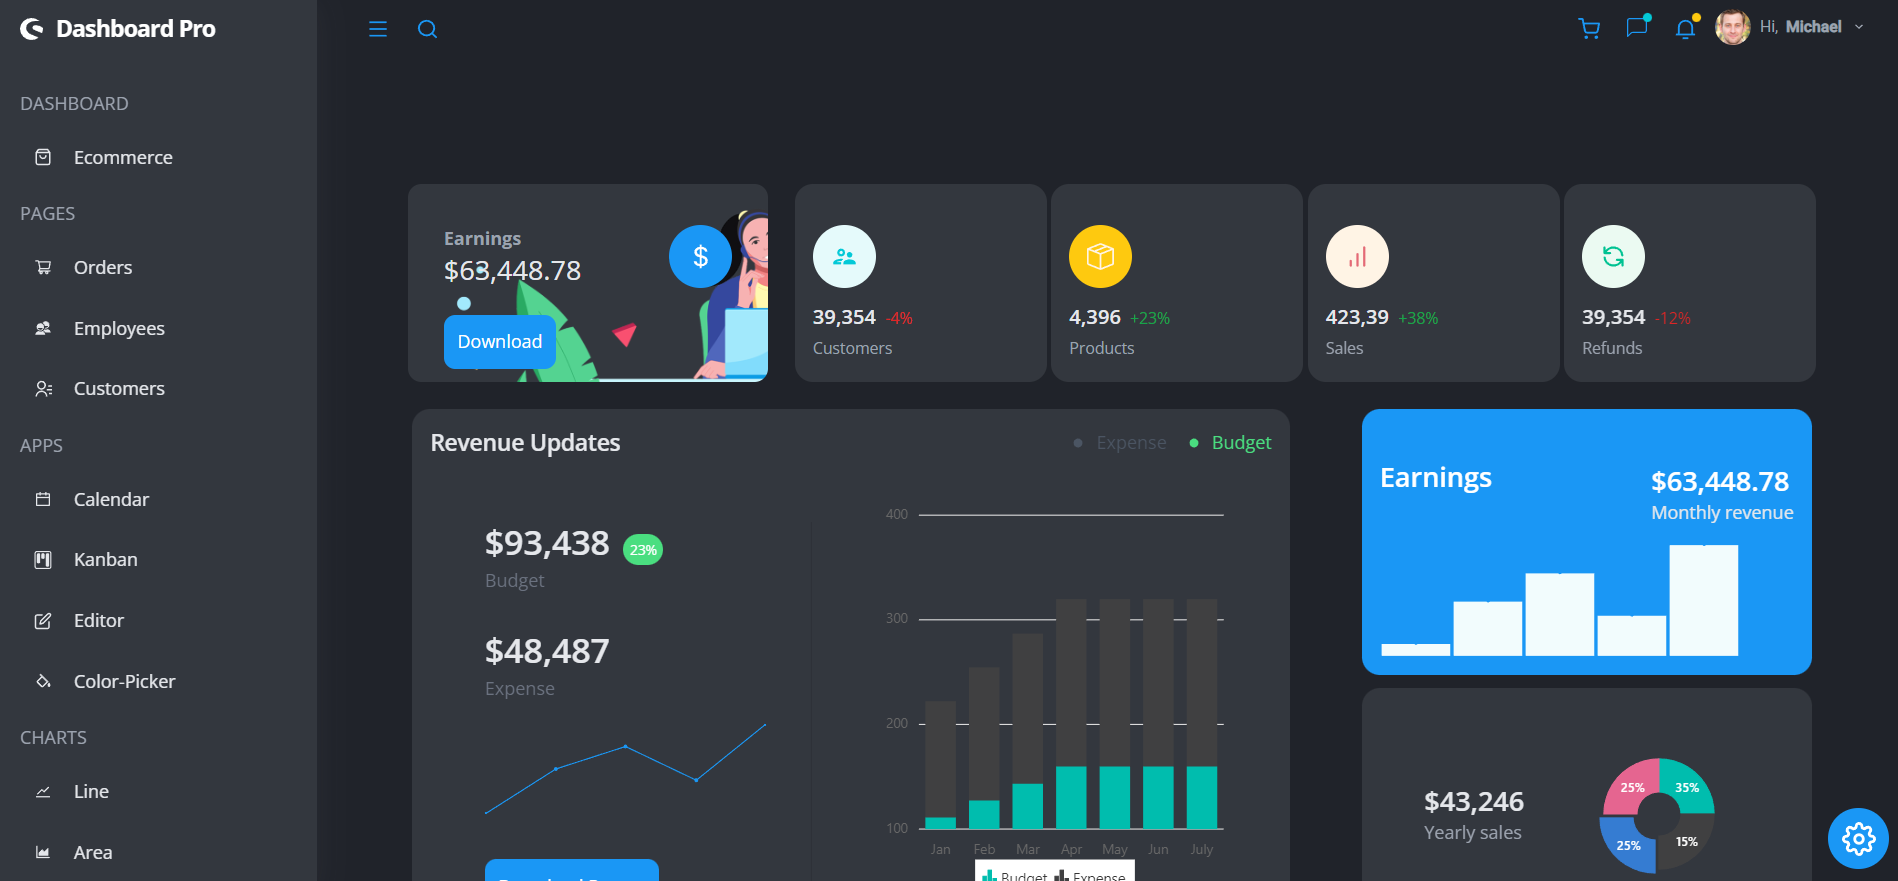 Dashboard Pro
Hi, Michael
DASHBOARD
Ecommerce
PAGES
Orders
Employees
Customers
APPS
Calendar
Kanban
Editor
Color-Picker
CHARTS
Line
Area
Earnings
$63,448.78
$
Download
39,354 -4%
Customers
4,396 +23%
Products
423,39 +38%
Sales
39,354 -12%
Refunds
Revenue Updates
Expense
Budget
$93,438 23%
Budget
$48,487
Expense
400
300
200
100
Jan Feb Mar Apr May Jun July
Budget Expense
Earnings
$63,448.78
Monthly revenue
$43,246
Yearly sales
25% 35%
25% 15%